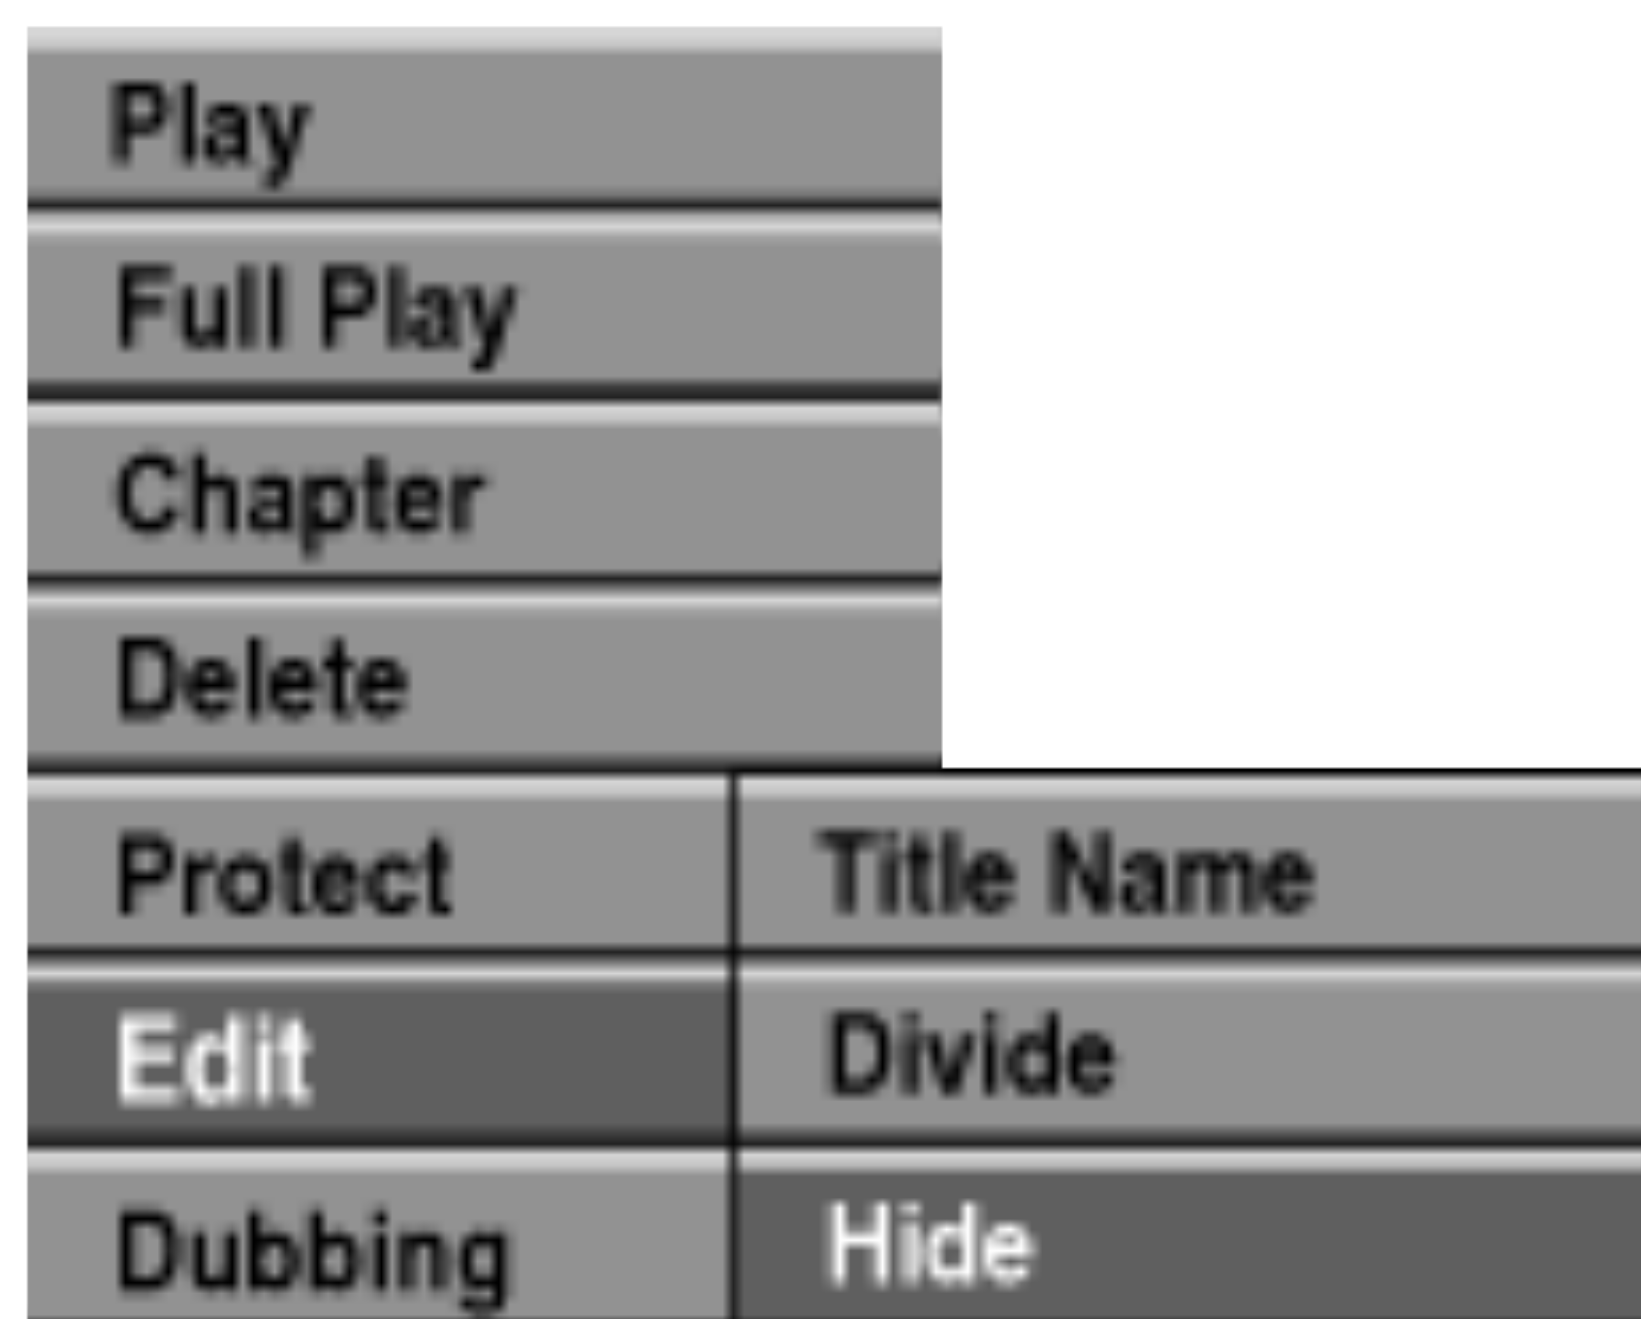 Play
Full Play
Chapter
Delete
Protect Title Name
Edit Divide
Dubbing Hide